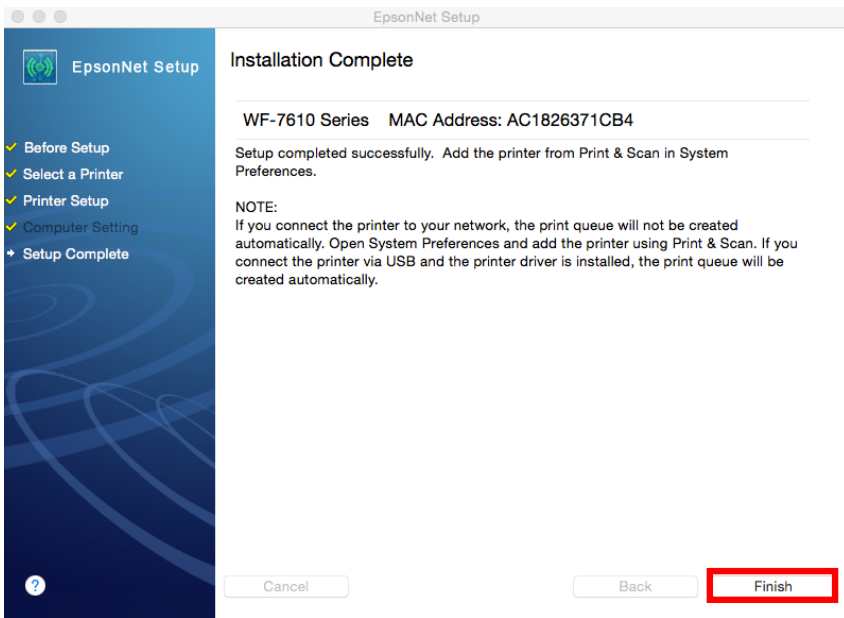 EpsonNet Setup
EpsonNet Setup
Before Setup
Select a Printer
Printer Setup
Computer Setting
Setup Complete
Installation Complete
WF-7610 Series MAC Address: AC1826371CB4
Setup completed successfully. Add the printer from Print & Scan in System
Preferences.
NOTE:
If you connect the printer to your network, the print queue will not be created
automatically. Open System Preferences and add the printer using Print & Scan. If you
connect the printer via USB and the printer driver is installed, the print queue will be
created automatically.
?
Cancel
Back
Finish